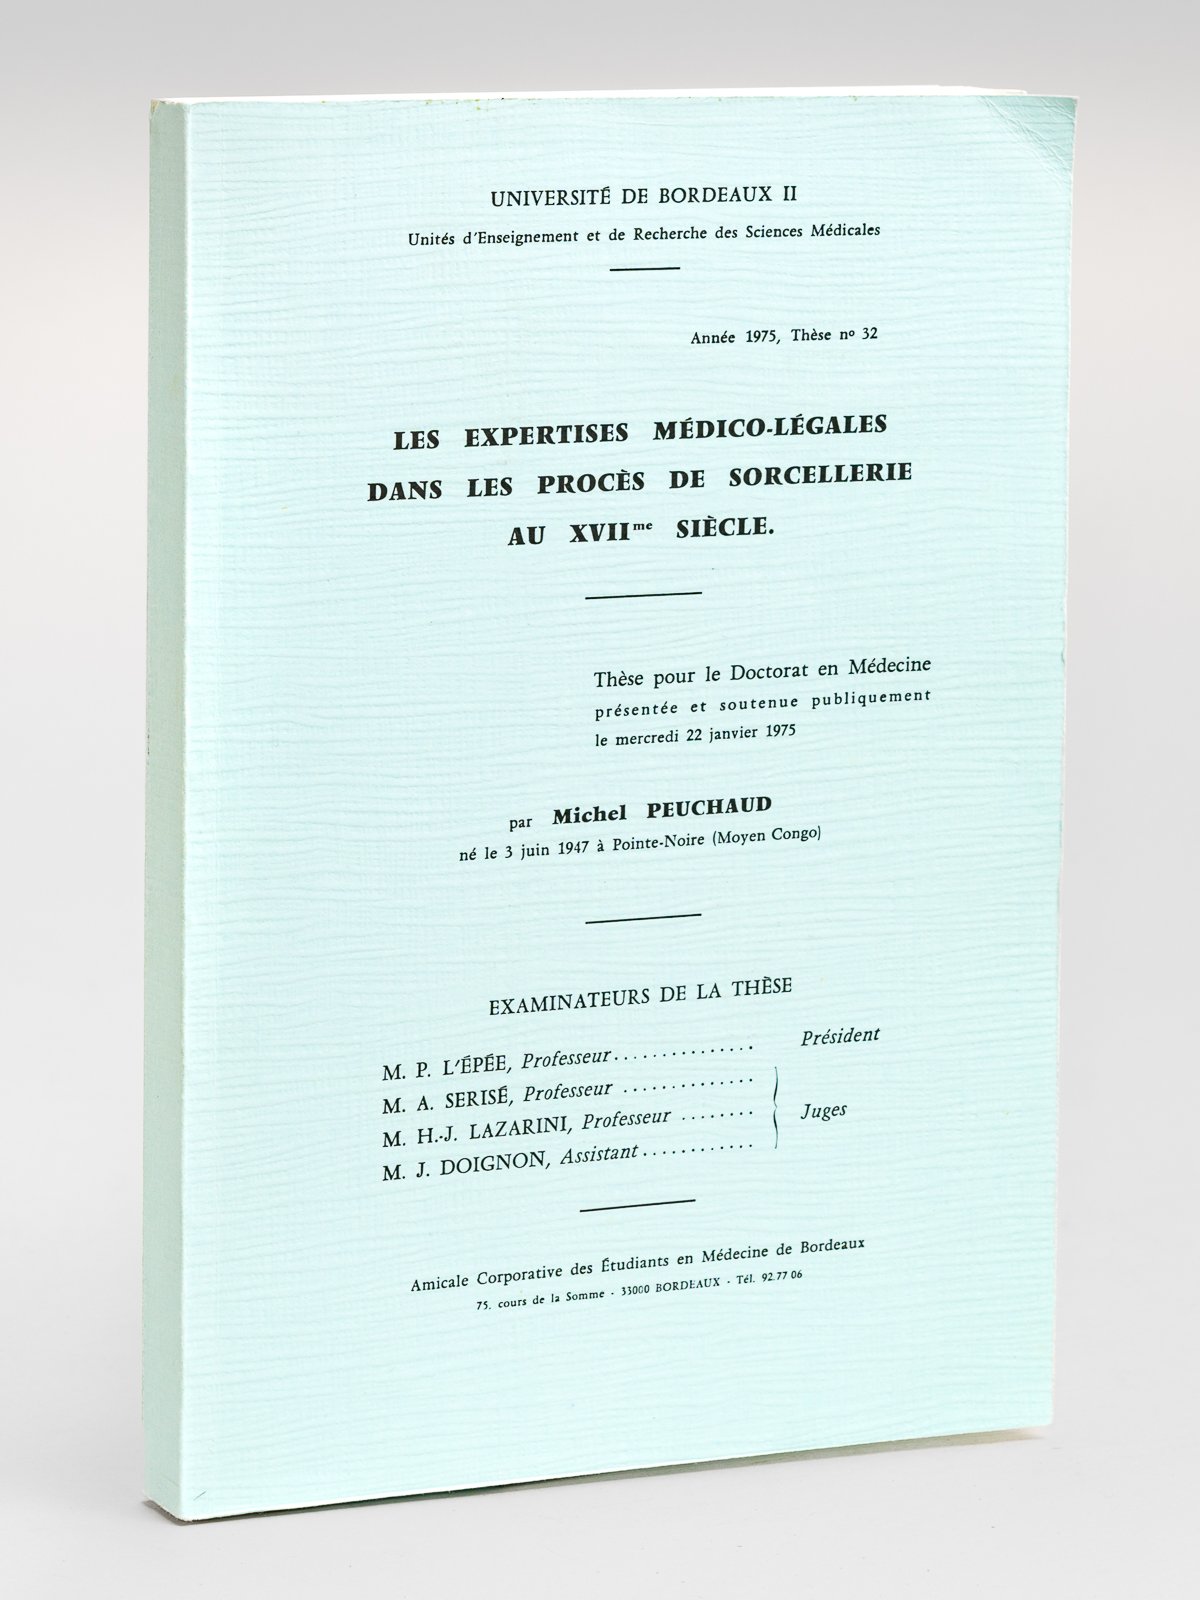 UNIVERSITÉ DE BORDEAUX II
Unités d'Enseignement et de Recherche des Sciences Médicales
Année 1975, Thèse nº 32
LES EXPERTISES MÉDICO-LÉGALES
DANS LES PROCÈS DE SORCELLERIE
AU XVIIme SIÈCLE.
Thèse pour le Doctorat en Médecine
présentée et soutenue publiquement
le mercredi 22 janvier 1975
par Michel PEUCHAUD
né le 3 juin 1947 à Pointe-Noire (Moyen Congo)
EXAMINATEURS DE LA THÈSE
M. P. L'ÉPÉE, Professeur............... Président
M. A. SERISÉ, Professeur ..............
M. H.-J. LAZARINI, Professeur ........ Juges
M. J. DOIGNON, Assistant............
Amicale Corporative des Étudiants en Médecine de Bordeaux
75, cours de la Somme - 33000 BORDEAUX - Tél. 92.77 06